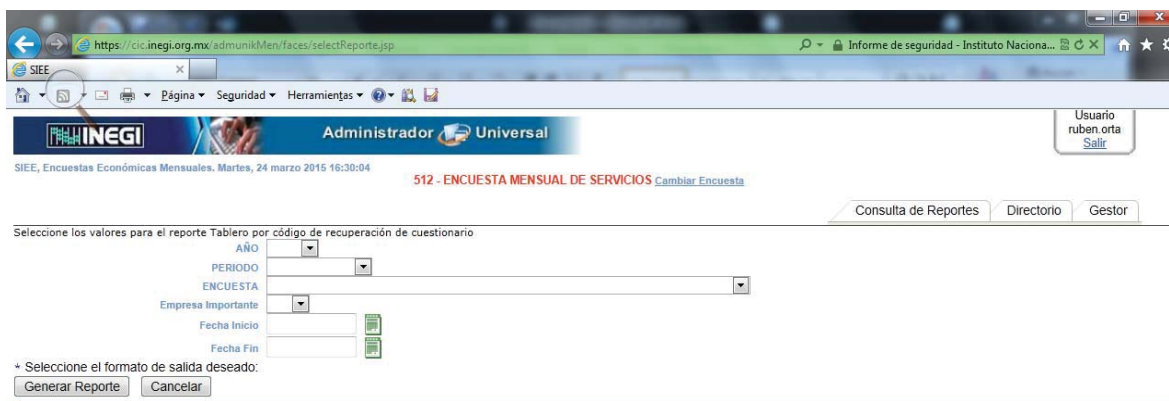 https://cic.inegi.org.mx/admunikMen/faces/selectReporte.jsp
Informe de seguridad - Instituto Naciona...
SIEE
Página Seguridad Herramientas
INEGI
Administrador Universal
Usuario
ruben.orta
Salir
SIEE, Encuestas Económicas Mensuales. Martes, 24 marzo 2015 16:30:04
512 - ENCUESTA MENSUAL DE SERVICIOS Cambiar Encuesta
Consulta de Reportes Directorio Gestor
Seleccione los valores para el reporte Tablero por código de recuperación de cuestionario
AÑO
PERIODO
ENCUESTA
Empresa Importante
Fecha Inicio
Fecha Fin
* Seleccione el formato de salida deseado:
Generar Reporte Cancelar